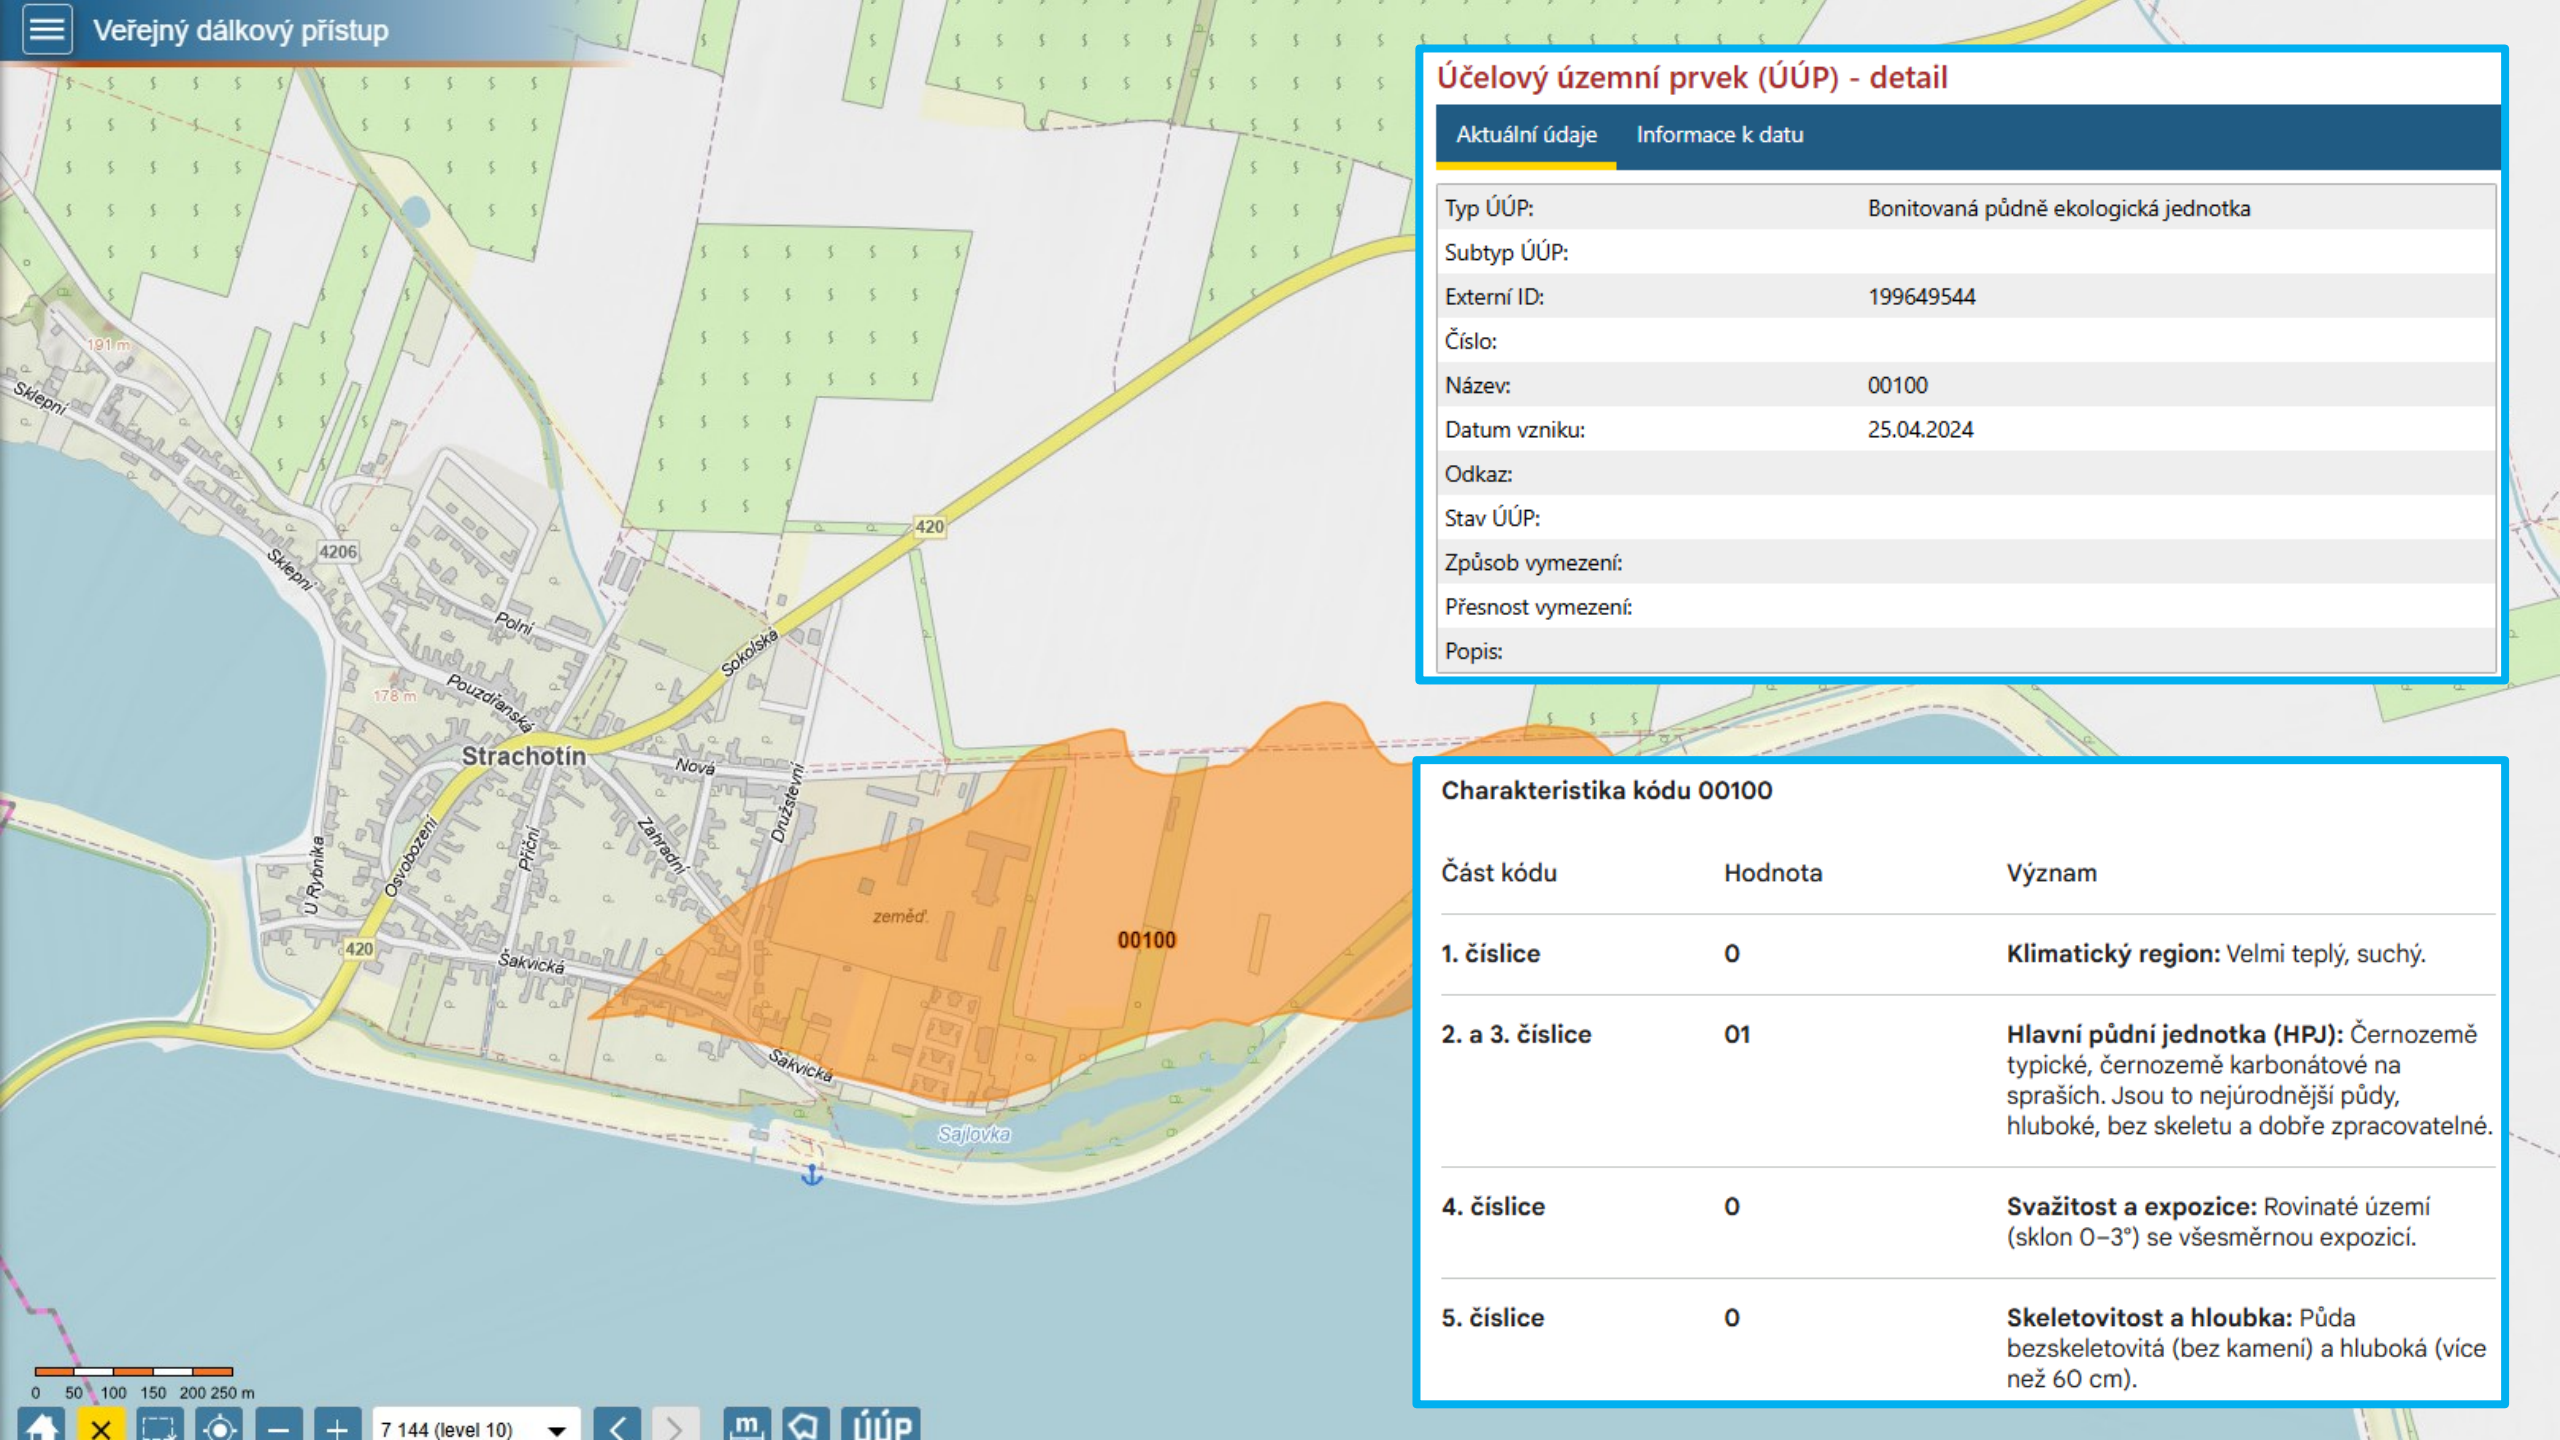 Veřejný dálkový přístup
Účelový územní prvek (ÚÚP) - detail
Aktuální údaje Informace k datu
Typ ÚÚP: Bonitovaná půdně ekologická jednotka
Subtyp ÚÚP:
Externí ID: 199649544
Číslo:
Název: 00100
Datum vzniku: 25.04.2024
Odkaz:
Stav ÚÚP:
Způsob vymezení:
Přesnost vymezení:
Popis:
191 m
Sklepní
420
4206
Sklepní
Polní
Sokolská
178 m
Pouzdřanská
Strachotín
Nová
Družstevní
Zahradní
Příční
Osvobození
U Rybníka
zeměď.
00100
420
Šakvická
Šakvická
Sajlovka
Charakteristika kódu 00100
Část kódu Hodnota Význam
1. číslice 0 Klimatický region: Velmi teplý, suchý.
2. a 3. číslice 01 Hlavní půdní jednotka (HPJ): Černozemě
typické, černozemě karbonátové na
spraších. Jsou to nejúrodnější půdy,
hluboké, bez skeletu a dobře zpracovatelné.
4. číslice 0 Svažitost a expozice: Rovinaté území
(sklon 0–3°) se všesměrnou expozicí.
5. číslice 0 Skeletovitost a hloubka: Půda
bezskeletovitá (bez kamení) a hluboká (více
než 60 cm).
0 50 100 150 200 250 m
7 144 (level 10)
m
ÚÚP